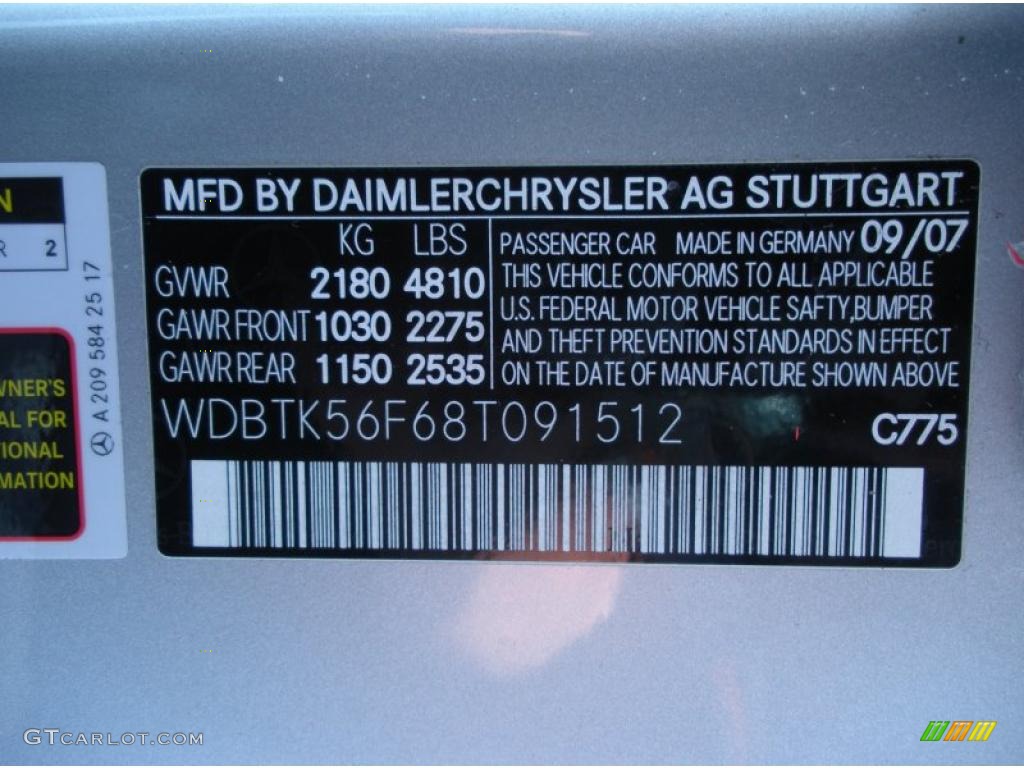 MFD BY DAIMLERCHRYSLER AG STUTTGART
KG LBS
GVWR 2180 4810
GAWR FRONT 1030 2275
GAWR REAR 1150 2535
PASSENGER CAR MADE IN GERMANY 09/07
THIS VEHICLE CONFORMS TO ALL APPLICABLE
U.S. FEDERAL MOTOR VEHICLE SAFTY,BUMPER
AND THEFT PREVENTION STANDARDS IN EFFECT
ON THE DATE OF MANUFACTURE SHOWN ABOVE
WDBTK56F68T091512
C775
N
R 2
A 209 584 25 17
WNER'S
AL FOR
TIONAL
MATION
GTCARLOT.COM